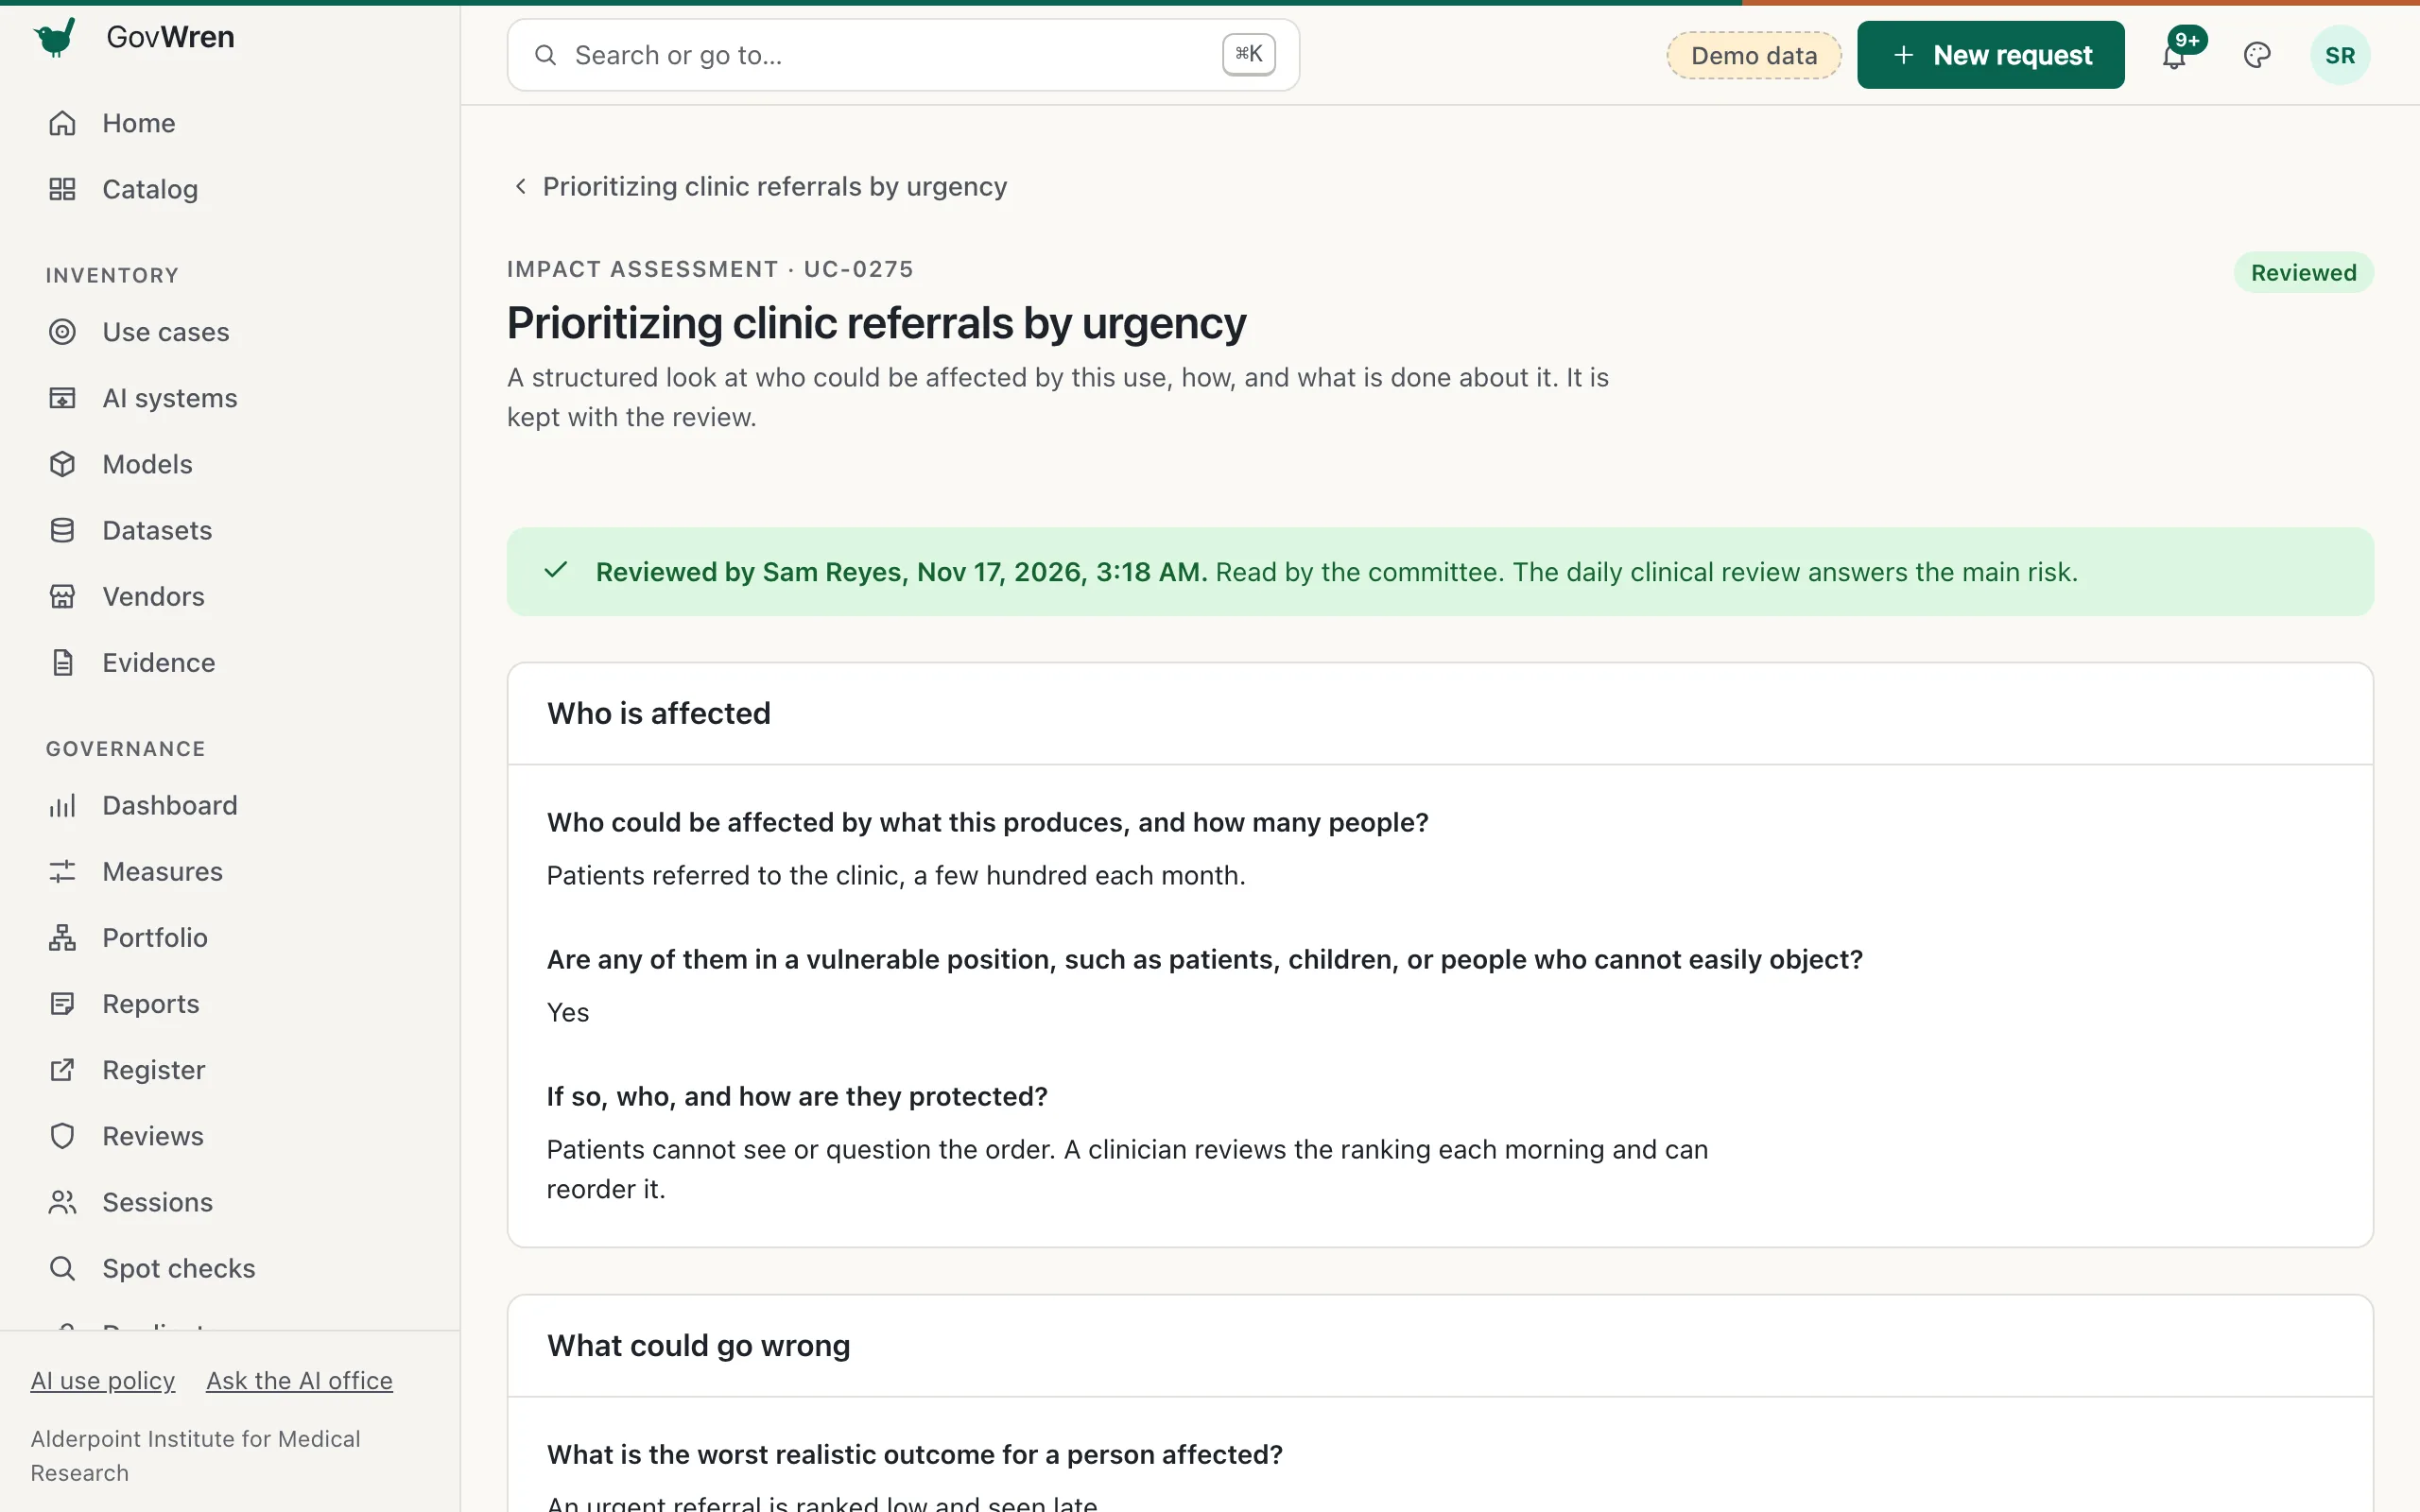 GovWren
Search or go to...
⌘K
Demo data
+ New request
9+
SR
Home
Catalog
INVENTORY
Use cases
AI systems
Models
Datasets
Vendors
Evidence
GOVERNANCE
Dashboard
Measures
Portfolio
Reports
Register
Reviews
Sessions
Spot checks
AI use policy
Ask the AI office
Alderpoint Institute for Medical
Research
Prioritizing clinic referrals by urgency
IMPACT ASSESSMENT · UC-0275
Reviewed
Prioritizing clinic referrals by urgency
A structured look at who could be affected by this use, how, and what is done about it. It is
kept with the review.
Reviewed by Sam Reyes, Nov 17, 2026, 3:18 AM. Read by the committee. The daily clinical review answers the main risk.
Who is affected
Who could be affected by what this produces, and how many people?
Patients referred to the clinic, a few hundred each month.
Are any of them in a vulnerable position, such as patients, children, or people who cannot easily object?
Yes
If so, who, and how are they protected?
Patients cannot see or question the order. A clinician reviews the ranking each morning and can
reorder it.
What could go wrong
What is the worst realistic outcome for a person affected?
An urgent referral is ranked low and seen late.